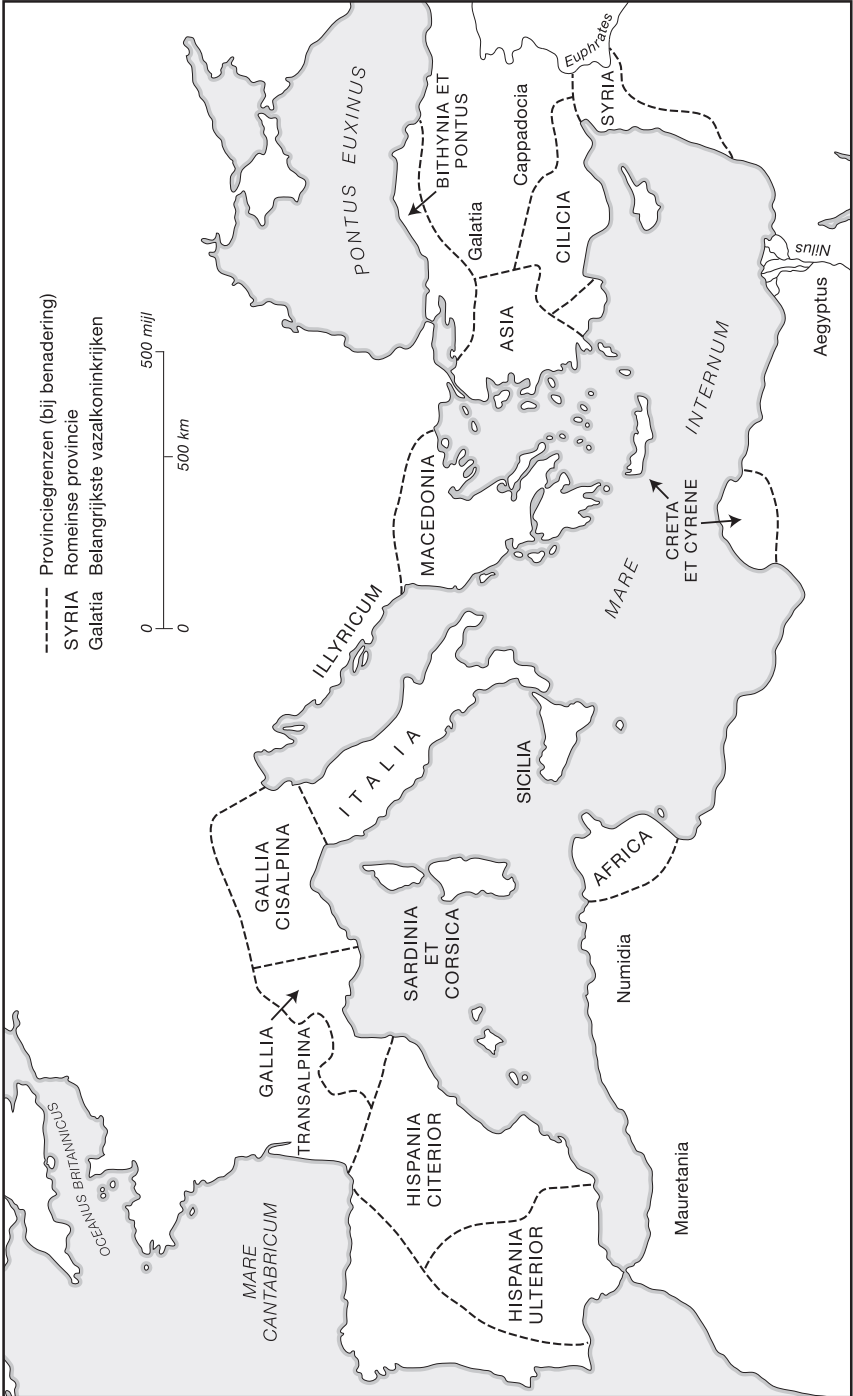 Provinciegrenzen (bij benadering)
SYRIA Romeinse provincie
Galatia Belangrijkste vazalkoninkrijken
0 500 mijl
0 500 km
OCEANUS BRITANNICUS
MARE
CANTABRICUM
GALLIA
TRANSALPINA
GALLIA
CISALPINA
ITALIA
ILLYRICUM
MACEDONIA
PONTUS EUXINUS
BITHYNIA ET
PONTUS
Galatia
Cappadocia
ASIA
CILICIA
SYRIA
Euphrates
HISPANIA
CITERIOR
HISPANIA
ULTERIOR
SARDINIA
ET
CORSICA
SICILIA
AFRICA
Numidia
Mauretania
MARE INTERNUM
CRETA
ET CYRENE
Aegyptus
Nilus